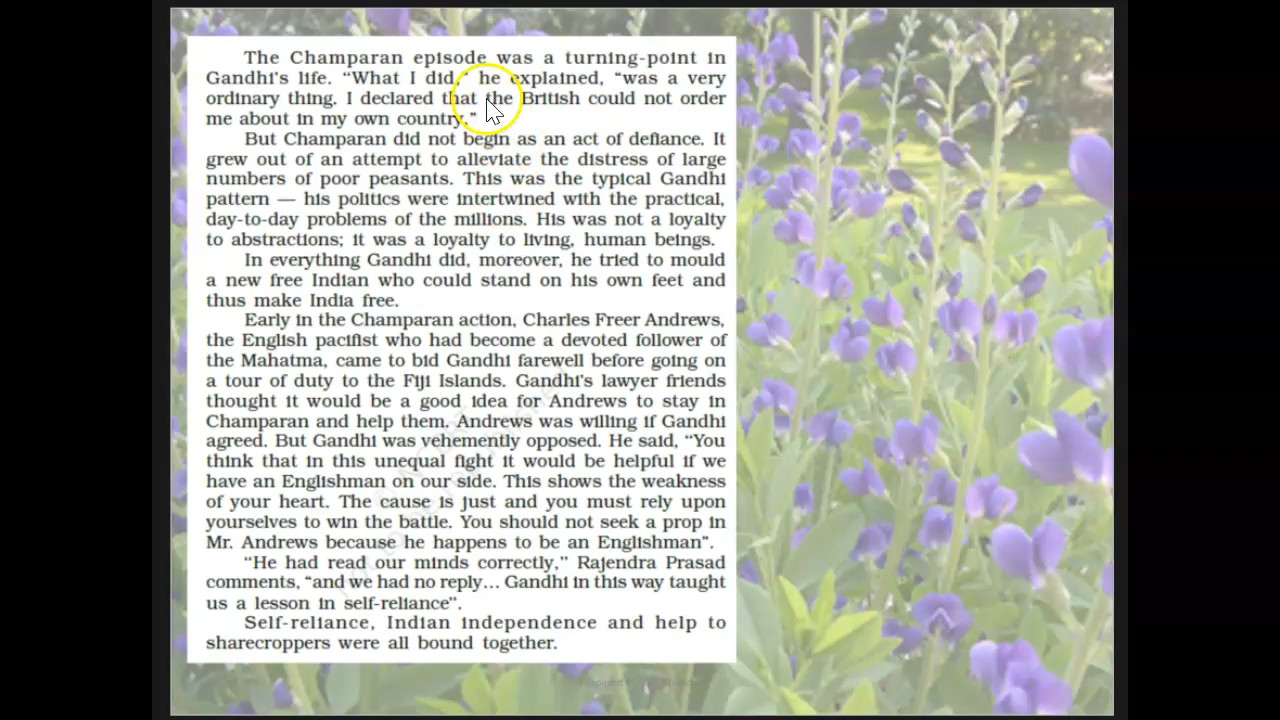 The Champaran episode was a turning-point in
Gandhi's life. “What I did,” he explained, “was a very
ordinary thing. I declared that the British could not order
me about in my own country.”
But Champaran did not begin as an act of defiance. It
grew out of an attempt to alleviate the distress of large
numbers of poor peasants. This was the typical Gandhi
pattern — his politics were intertwined with the practical,
day-to-day problems of the millions. His was not a loyalty
to abstractions; it was a loyalty to living, human beings.
In everything Gandhi did, moreover, he tried to mould
a new free Indian who could stand on his own feet and
thus make India free.
Early in the Champaran action, Charles Freer Andrews,
the English pacifist who had become a devoted follower of
the Mahatma, came to bid Gandhi farewell before going on
a tour of duty to the Fiji Islands. Gandhi's lawyer friends
thought it would be a good idea for Andrews to stay in
Champaran and help them. Andrews was willing if Gandhi
agreed. But Gandhi was vehemently opposed. He said, “You
think that in this unequal fight it would be helpful if we
have an Englishman on our side. This shows the weakness
of your heart. The cause is just and you must rely upon
yourselves to win the battle. You should not seek a prop in
Mr. Andrews because he happens to be an Englishman”.
“He had read our minds correctly,” Rajendra Prasad
comments, “and we had no reply... Gandhi in this way taught
us a lesson in self-reliance”.
Self-reliance, Indian independence and help to
sharecroppers were all bound together.